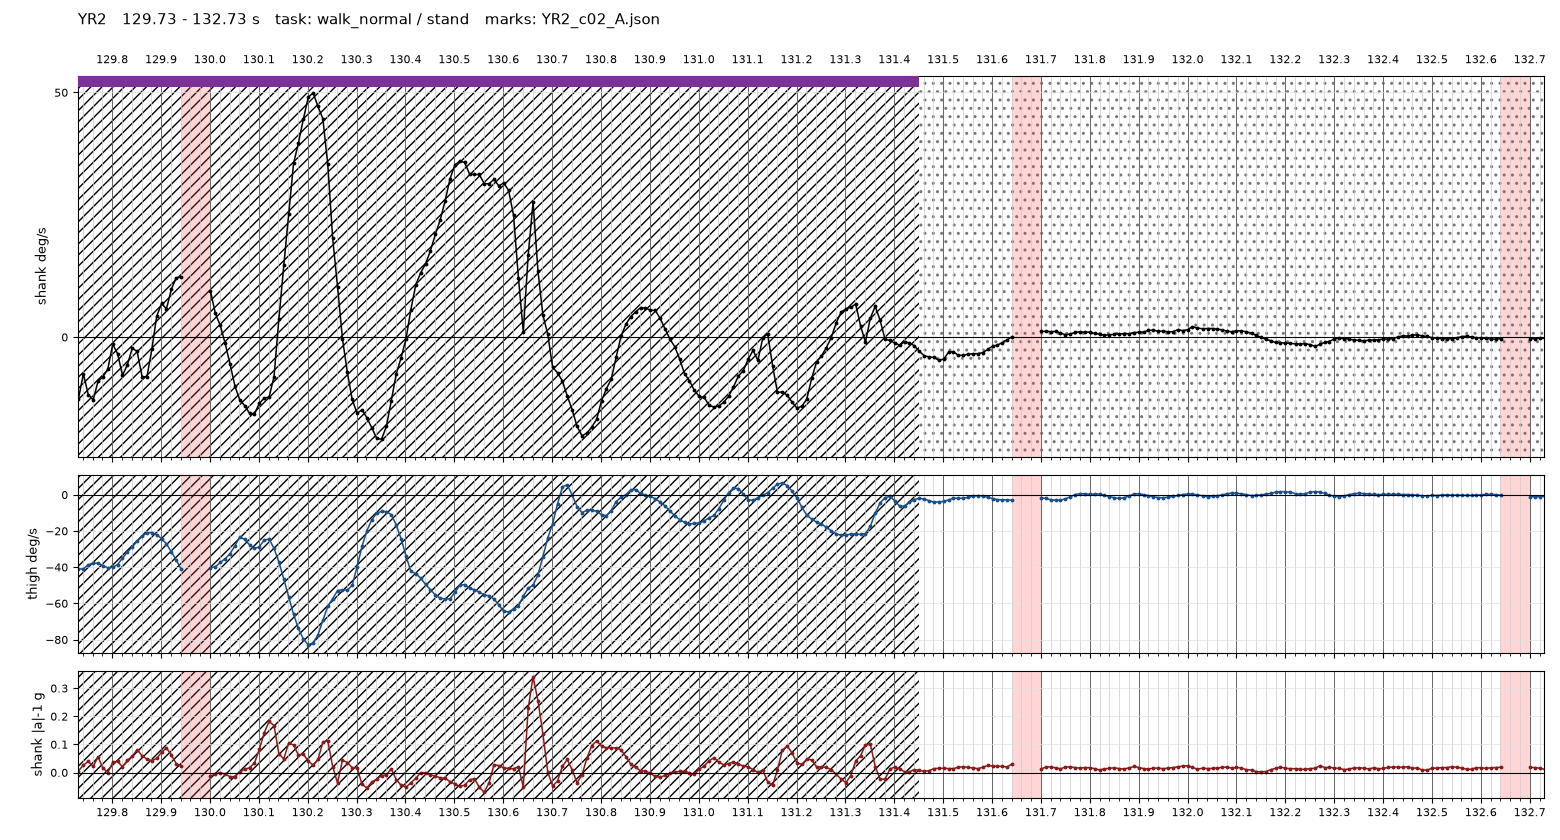 YR2   129.73 - 132.73 s   task: walk_normal / stand   marks: YR2_c02_A.json
129.8 129.9 130.0 130.1 130.2 130.3 130.4 130.5 130.6 130.7 130.8 130.9 131.0 131.1 131.2 131.3 131.4 131.5 131.6 131.7 131.8 131.9 132.0 132.1 132.2 132.3 132.4 132.5 132.6 132.7
50
0
shank deg/s
0
−20
−40
−60
−80
thigh deg/s
0.3
0.2
0.1
0.0
shank |a|-1 g
129.8 129.9 130.0 130.1 130.2 130.3 130.4 130.5 130.6 130.7 130.8 130.9 131.0 131.1 131.2 131.3 131.4 131.5 131.6 131.7 131.8 131.9 132.0 132.1 132.2 132.3 132.4 132.5 132.6 132.7